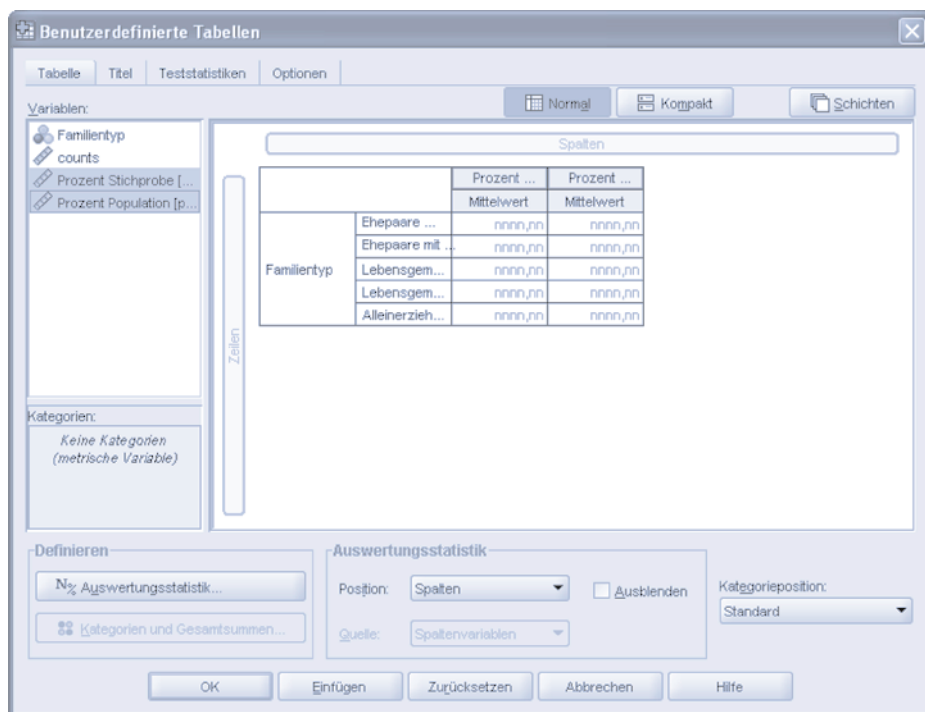 Benutzerdefinierte Tabellen
Tabelle Titel Teststatistiken Optionen
Variablen:
Normal Kompakt Schichten
Familientyp
counts
Prozent Stichprobe [...
Prozent Population [p...
Spalten
Zeilen
Prozent ... Prozent ...
Mittelwert Mittelwert
Familientyp
Ehepaare ... nnnn,nn nnnn,nn
Ehepaare mit ... nnnn,nn nnnn,nn
Lebensgem... nnnn,nn nnnn,nn
Lebensgem... nnnn,nn nnnn,nn
Alleinerzieh... nnnn,nn nnnn,nn
Kategorien:
Keine Kategorien
(metrische Variable)
Definieren
N% Auswertungsstatistik...
Kategorien und Gesamtsummen...
Auswertungsstatistik
Position: Spalten Ausblenden
Quelle: Spaltenvariablen
Kategorieposition:
Standard
OK Einfügen Zurücksetzen Abbrechen Hilfe